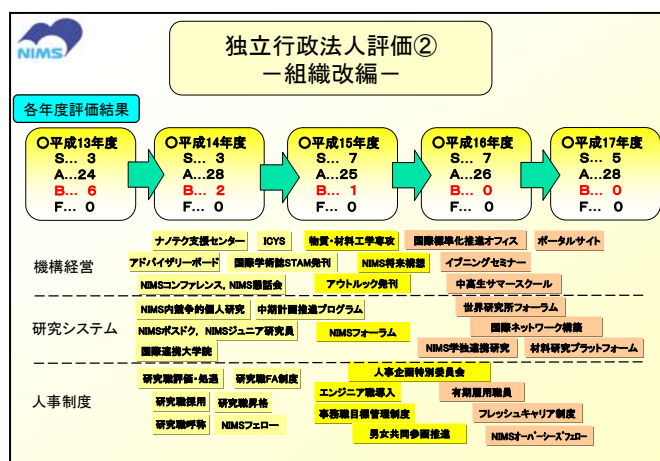 NIMS
独立行政法人評価②
－組織改編－
各年度評価結果
○平成13年度
S… 3
A…24
B… 6
F… 0
○平成14年度
S… 3
A…28
B… 2
F… 0
○平成15年度
S… 7
A…25
B… 1
F… 0
○平成16年度
S… 7
A…26
B… 0
F… 0
○平成17年度
S… 5
A…28
B… 0
F… 0
機構経営
ナノテク支援センター ICYS 物質・材料工学専攻 国際標準化推進オフィス ポータルサイト
アドバイザリーボード 国際学術誌STAM発刊 NIMS将来構想 イブニングセミナー
NIMSコンファレンス, NIMS懇話会 アウトルック発刊 中高生サマースクール
研究システム
NIMS内競争的個人研究 中期計画推進プログラム 世界研究所フォーラム
NIMSポスドク, NIMSジュニア研究員 NIMSフォーラム 国際ネットワーク構築
国際連携大学院 NIMS学独連携研究 材料研究プラットフォーム
人事制度
研究職評価・処遇 研究職FA制度 人事企画特別委員会
研究職採用 研究職昇格 エンジニア職導入 有期雇用職員
研究職呼称 NIMSフェロー 事務職目標管理制度 フレッシュキャリア制度
男女共同参画推進 NIMSオーバーシーズフェロー